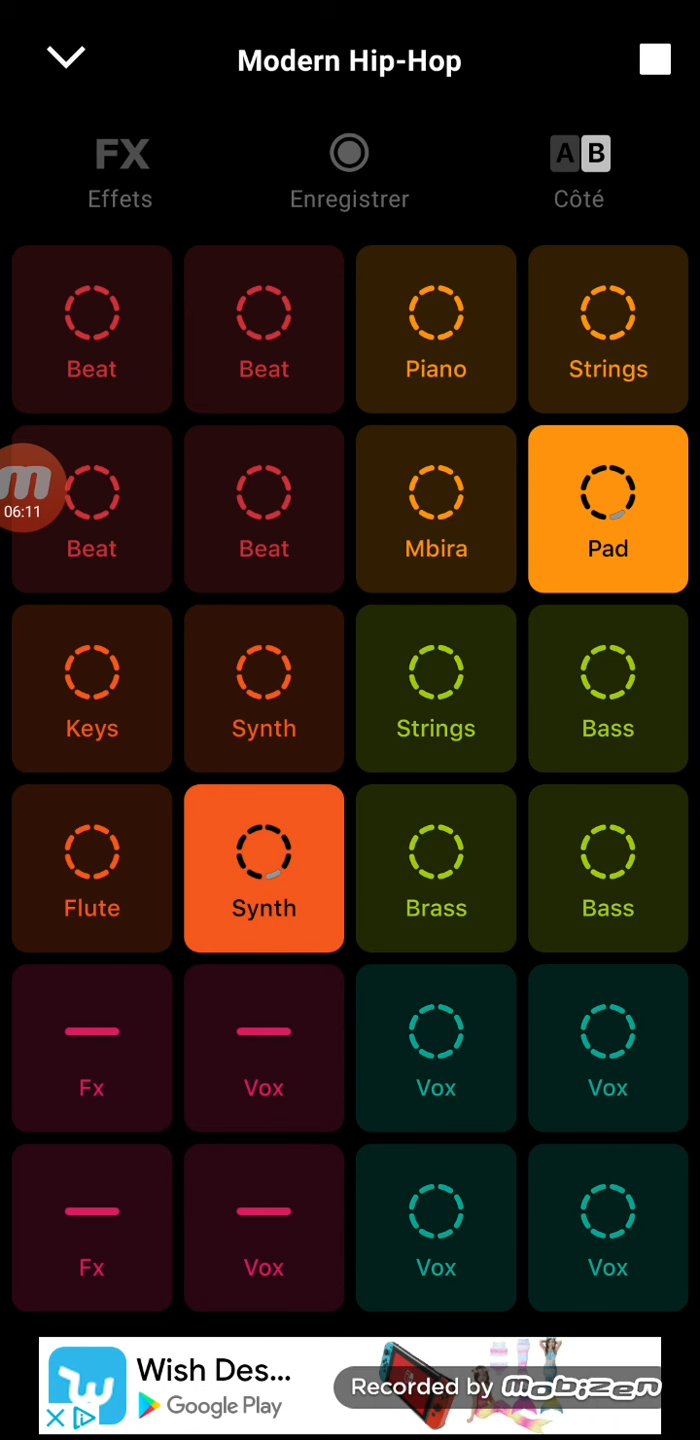 Modern Hip-Hop
FX
A B
Effets
Enregistrer
Côté
Beat
Beat
Piano
Strings
m
06:11
Beat
Beat
Mbira
Pad
Keys
Synth
Strings
Bass
Flute
Synth
Brass
Bass
Fx
Vox
Vox
Vox
Fx
Vox
Vox
Vox
Wish Des...
Google Play
Recorded by mobizen